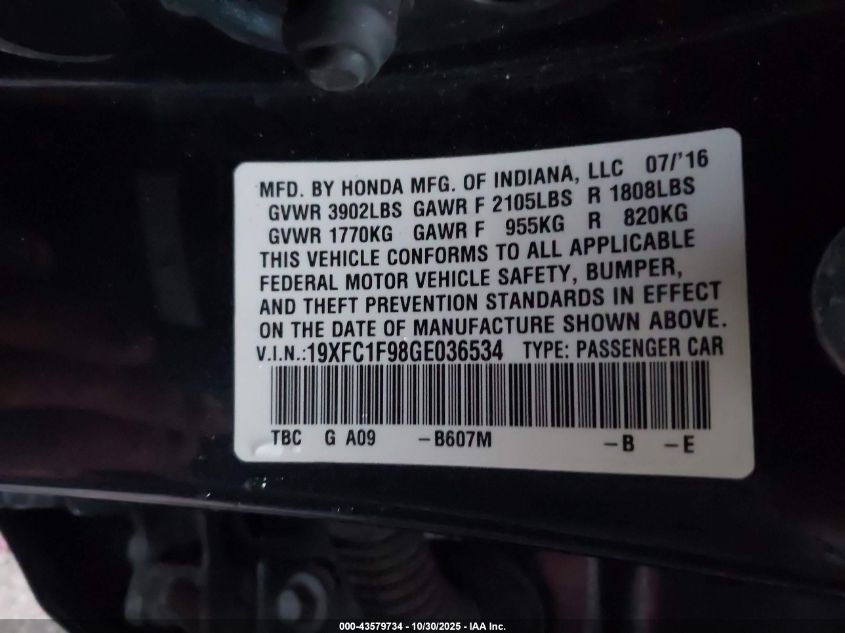 MFD. BY HONDA MFG. OF INDIANA, LLC 07/'16
GVWR 3902LBS GAWR F 2105LBS R 1808LBS
GVWR 1770KG GAWR F 955KG R 820KG
THIS VEHICLE CONFORMS TO ALL APPLICABLE
FEDERAL MOTOR VEHICLE SAFETY, BUMPER,
AND THEFT PREVENTION STANDARDS IN EFFECT
ON THE DATE OF MANUFACTURE SHOWN ABOVE.
V.I.N.:19XFC1F98GE036534 TYPE: PASSENGER CAR
TBC G A09 -B607M -B -E
000-43579734 - 10/30/2025 - IAA Inc.